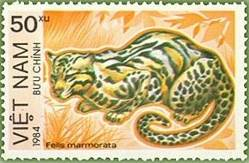 50 XU
VIỆT NAM
BƯU CHÍNH
1984
Felis marmorata